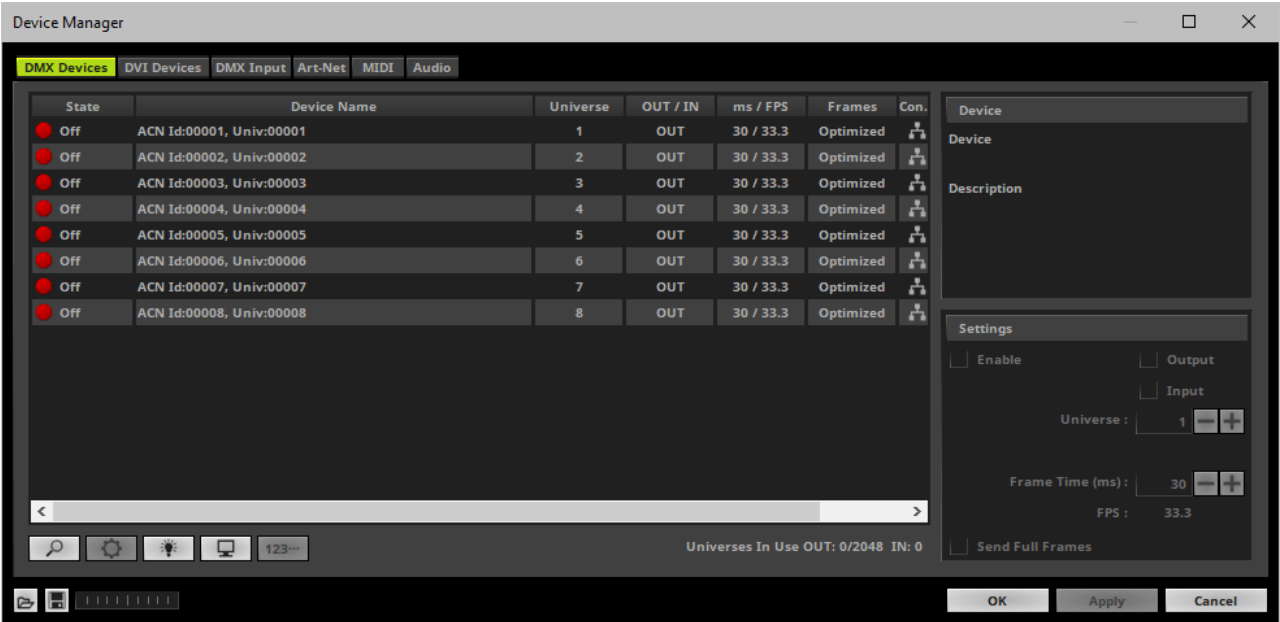 Device Manager
DMX Devices DVI Devices DMX Input Art-Net MIDI Audio
State Device Name Universe OUT / IN ms / FPS Frames Con.
Off ACN Id:00001, Univ:00001 1 OUT 30 / 33.3 Optimized
Off ACN Id:00002, Univ:00002 2 OUT 30 / 33.3 Optimized
Off ACN Id:00003, Univ:00003 3 OUT 30 / 33.3 Optimized
Off ACN Id:00004, Univ:00004 4 OUT 30 / 33.3 Optimized
Off ACN Id:00005, Univ:00005 5 OUT 30 / 33.3 Optimized
Off ACN Id:00006, Univ:00006 6 OUT 30 / 33.3 Optimized
Off ACN Id:00007, Univ:00007 7 OUT 30 / 33.3 Optimized
Off ACN Id:00008, Univ:00008 8 OUT 30 / 33.3 Optimized
123...
Universes In Use OUT: 0/2048 IN: 0
Device
Device
Description
Settings
Enable Output
Input
Universe : 1
Frame Time (ms) : 30
FPS : 33.3
Send Full Frames
OK Apply Cancel